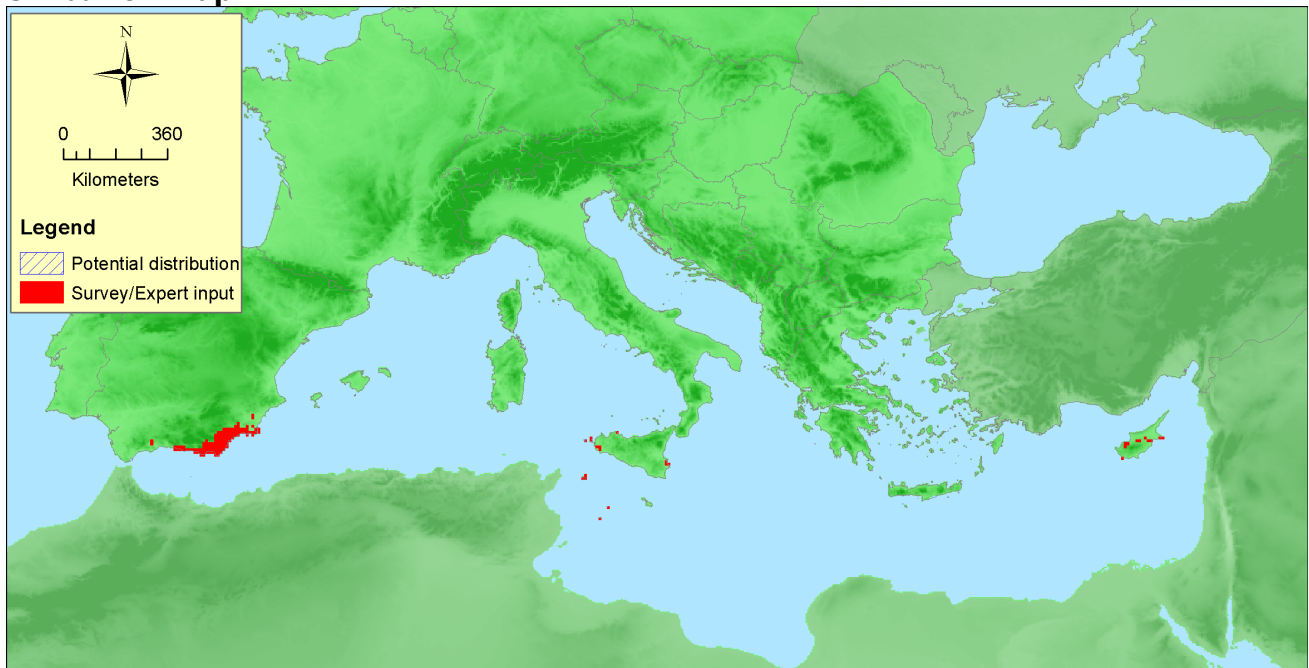 N
0 360
Kilometers
Legend
Potential distribution
Survey/Expert input